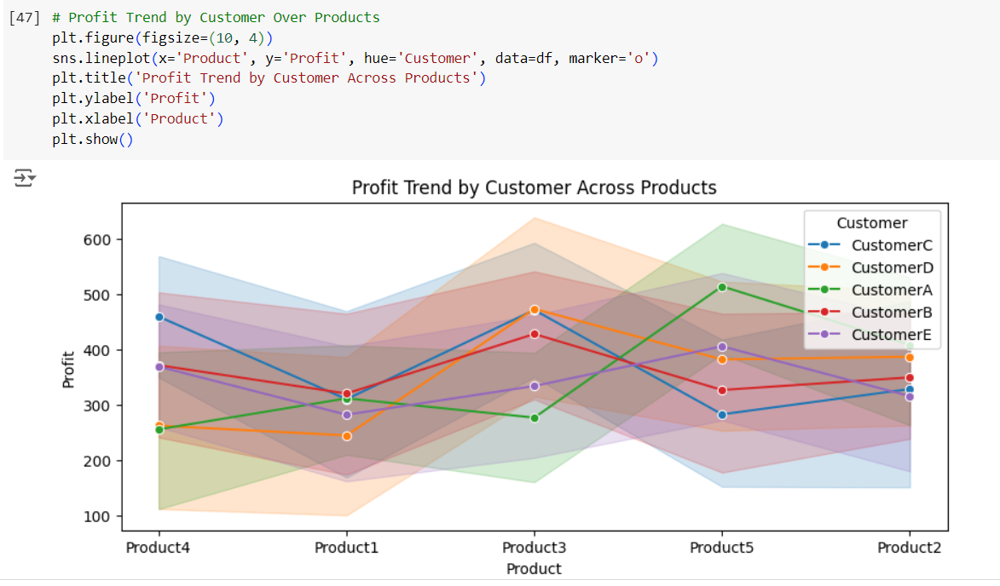 [47] # Profit Trend by Customer Over Products
plt.figure(figsize=(10, 4))
sns.lineplot(x='Product', y='Profit', hue='Customer', data=df, marker='o')
plt.title('Profit Trend by Customer Across Products')
plt.ylabel('Profit')
plt.xlabel('Product')
plt.show()
Profit Trend by Customer Across Products
Customer
CustomerC
CustomerD
CustomerA
CustomerB
CustomerE
600
500
400
300
200
100
Profit
Product4 Product1 Product3 Product5 Product2
Product